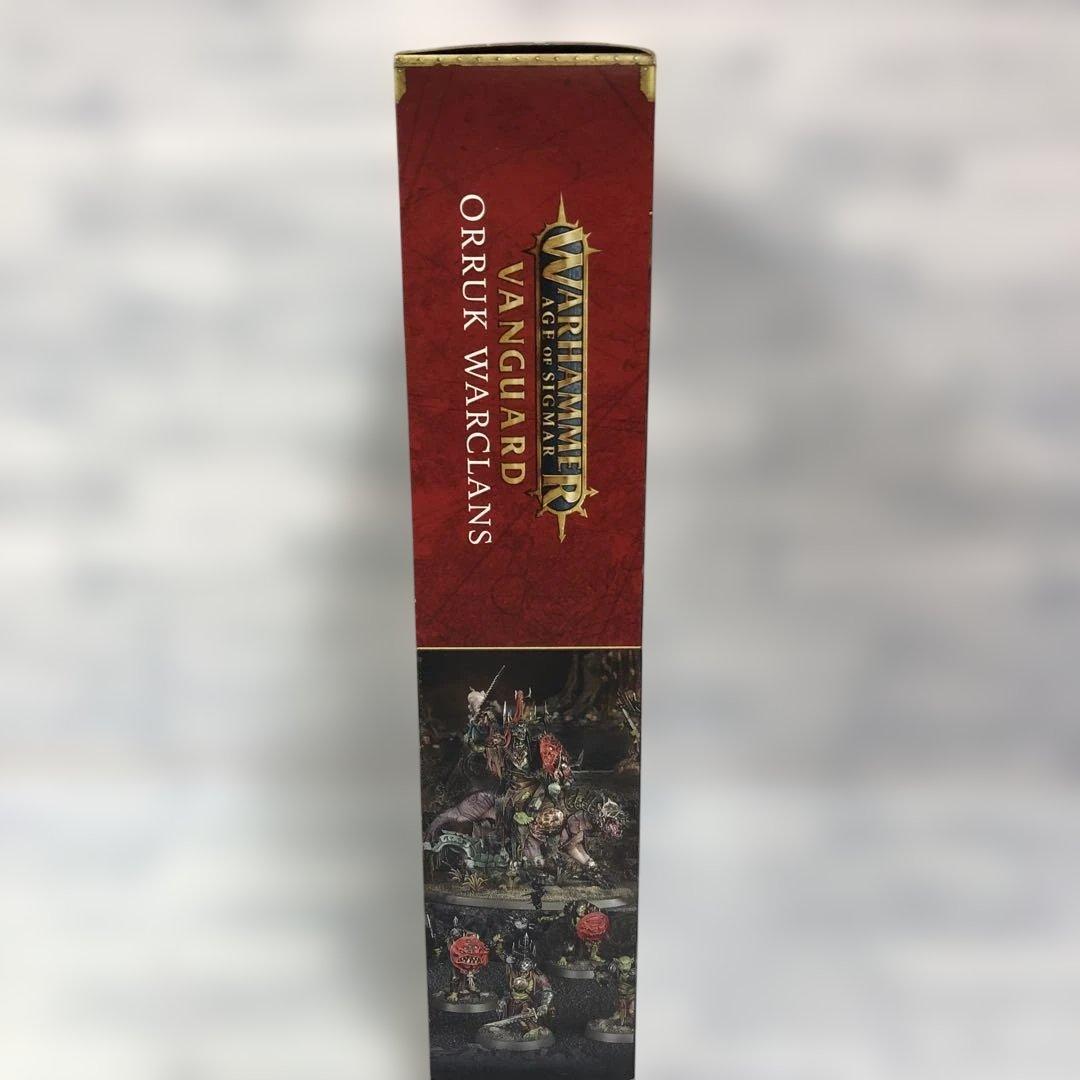 WARHAMMER
AGE OF SIGMAR
VANGUARD
ORRUK WARCLANS